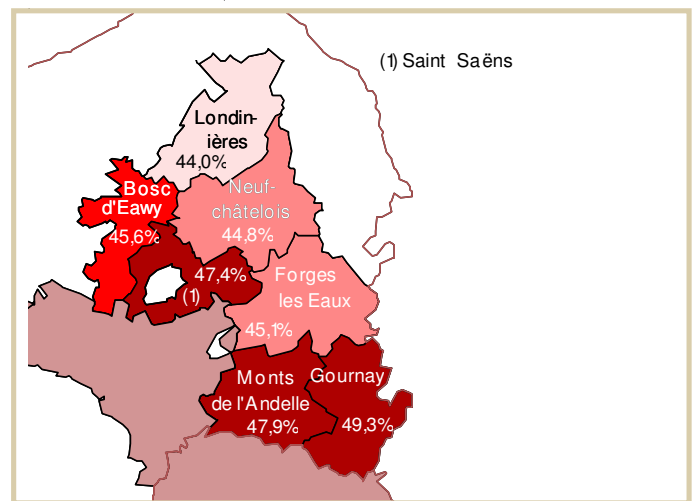 (1) Saint Saëns
Londin-
ières
44,0%
Bosc
d'Eawy
45,6%
Neuf-
châtelois
44,8%
47,4%
(1)
Forges
les Eaux
45,1%
Monts
de l'Andelle
47,9%
Gournay
49,3%